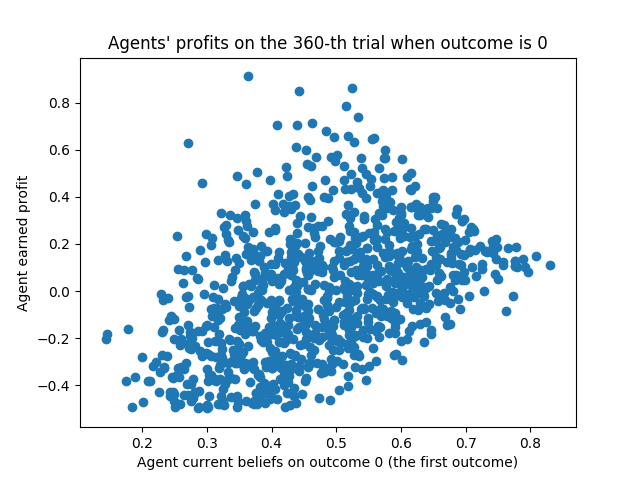 Agents' profits on the 360-th trial when outcome is 0
0.8
0.6
0.4
0.2
0.0
−0.2
−0.4
Agent earned profit
0.2 0.3 0.4 0.5 0.6 0.7 0.8
Agent current beliefs on outcome 0 (the first outcome)